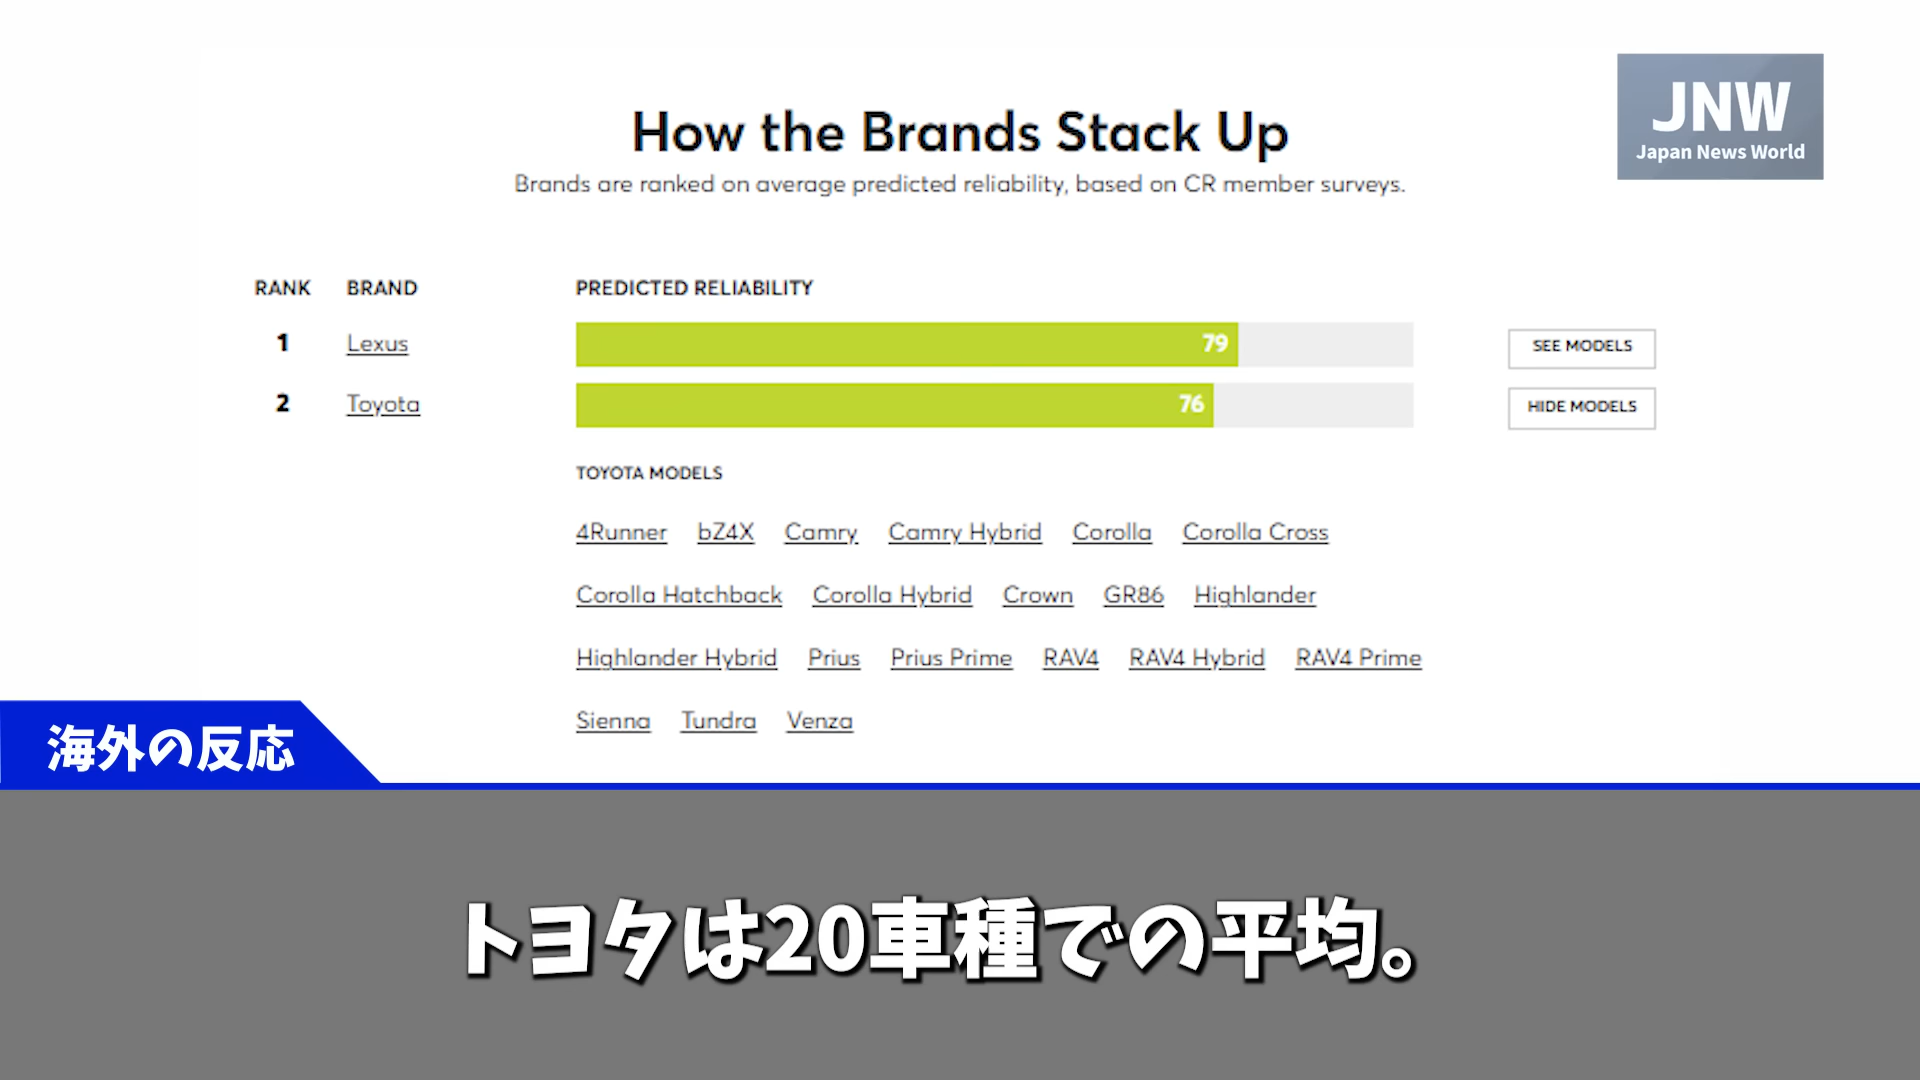 JNW
Japan News World
How the Brands Stack Up
Brands are ranked on average predicted reliability, based on CR member surveys.
RANK BRAND PREDICTED RELIABILITY
1 Lexus 79 SEE MODELS
2 Toyota 76 HIDE MODELS
TOYOTA MODELS
4Runner bZ4X Camry Camry Hybrid Corolla Corolla Cross
Corolla Hatchback Corolla Hybrid Crown GR86 Highlander
Highlander Hybrid Prius Prius Prime RAV4 RAV4 Hybrid RAV4 Prime
Sienna Tundra Venza
海外の反応
トヨタは20車種での平均。